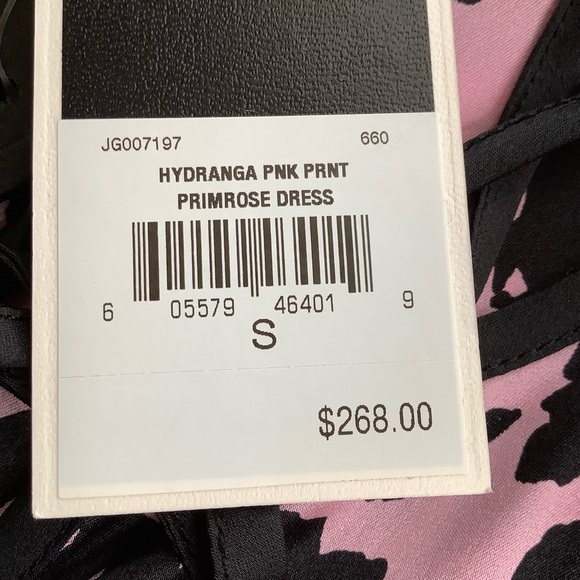 JG007197 660
HYDRANGA PNK PRNT
PRIMROSE DRESS
6 05579 46401 9
S
$268.00